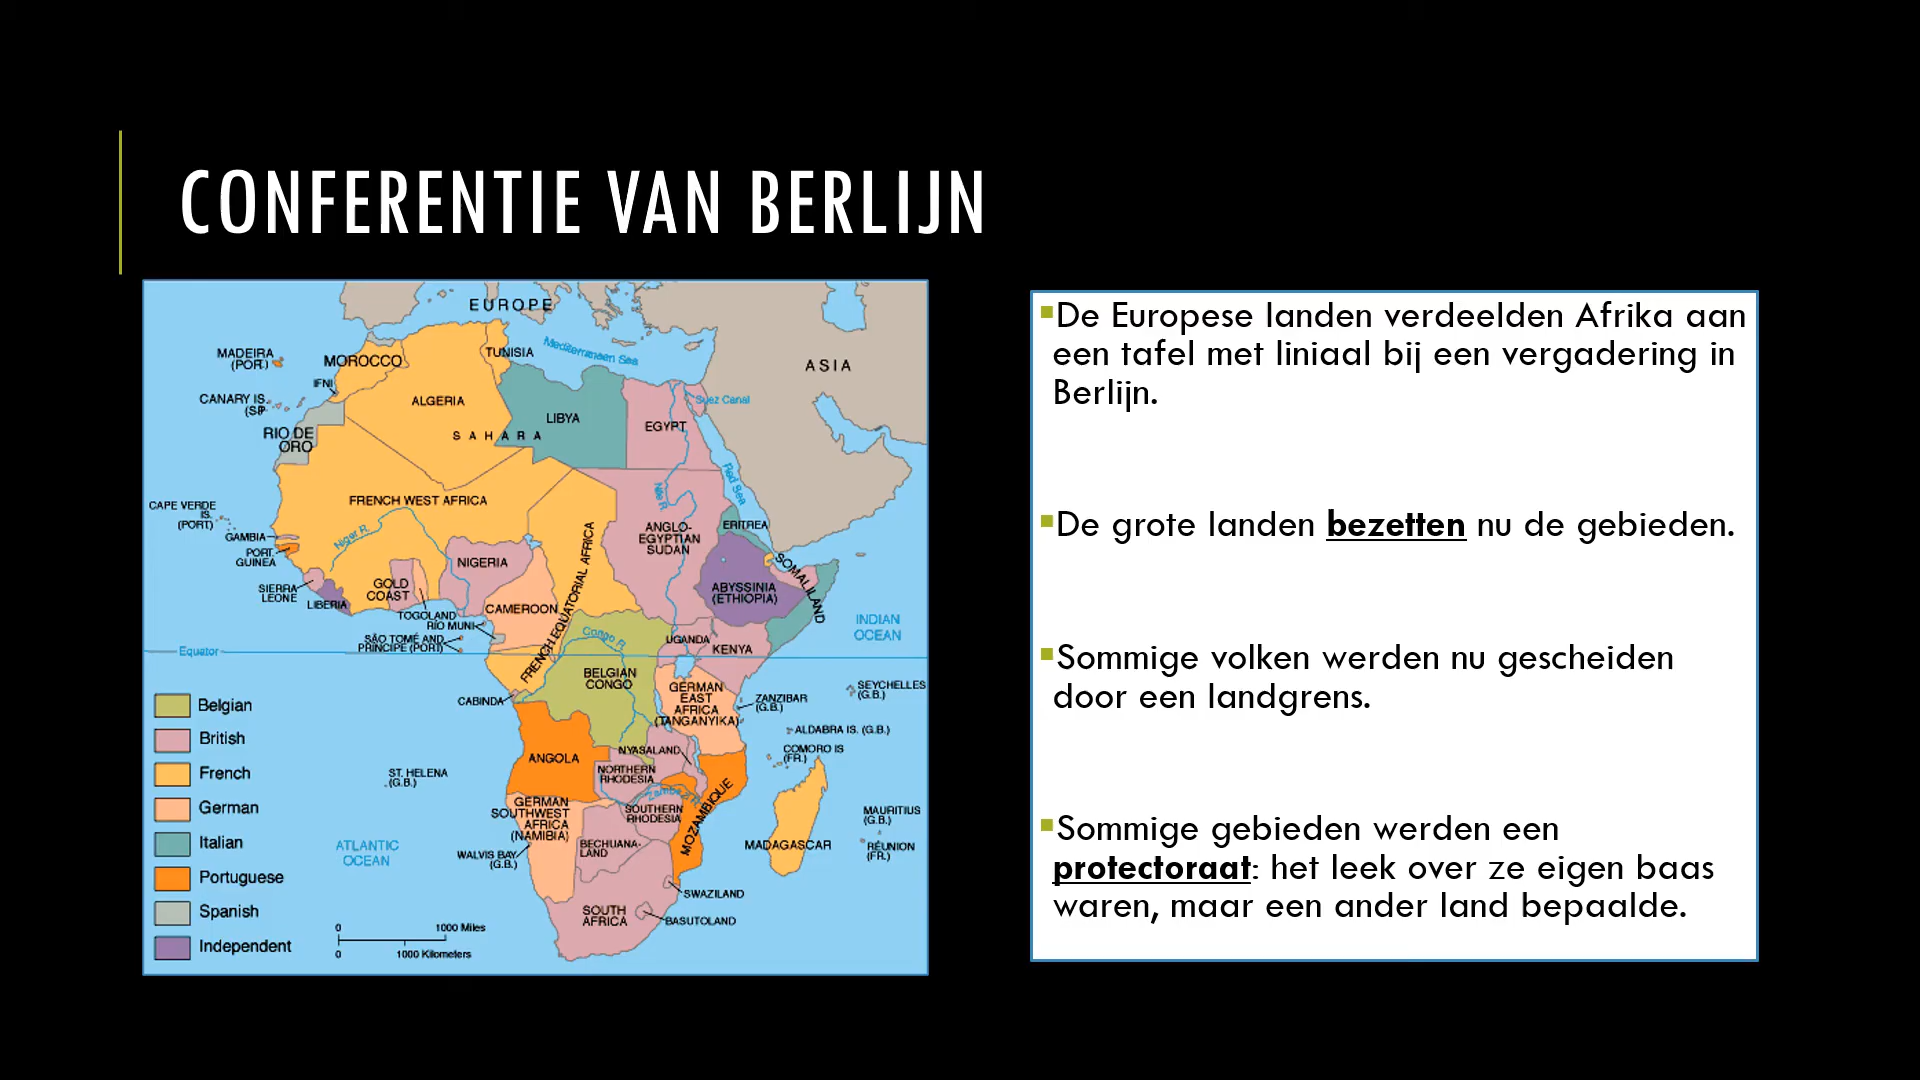 CONFERENTIE VAN BERLIJN
EUROPE
ASIA
Mediterranean Sea
MADEIRA
(POR.)
MOROCCO
TUNISIA
IFNI
CANARY IS.
(SP.
ALGERIA
LIBYA
EGYPT
Suez Canal
RIO DE
ORO
SAHARA
Red Sea
Nile R.
CAPE VERDE
IS.
(PORT)
FRENCH WEST AFRICA
Niger R.
GAMBIA
PORT.
GUINEA
SIERRA
LEONE
LIBERIA
GOLD
COAST
NIGERIA
TOGOLAND
RIO MUNI
SÃO TOMÉ AND
PRINCIPE (PORT)
CAMEROON
FRENCH EQUATORIAL AFRICA
ANGLO-
EGYPTIAN
SUDAN
ERITREA
ABYSSINIA
(ETHIOPIA)
SOMALILAND
INDIAN
OCEAN
Equator
Congo R.
UGANDA
KENYA
BELGIAN
CONGO
CABINDA
GERMAN
EAST
AFRICA
(TANGANYIKA)
ZANZIBAR
(G.B.)
SEYCHELLES
(G.B.)
ALDABRA IS. (G.B.)
COMORO IS
(FR.)
ANGOLA
NYASALAND
NORTHERN
RHODESIA
Zambezi R.
MOZAMBIQUE
ST. HELENA
(G.B.)
GERMAN
SOUTHWEST
AFRICA
(NAMIBIA)
SOUTHERN
RHODESIA
BECHUANA-
LAND
WALVIS BAY
(G.B.)
MADAGASCAR
MAURITIUS
(G.B.)
RÉUNION
(FR.)
ATLANTIC
OCEAN
SWAZILAND
SOUTH
AFRICA
BASUTOLAND
Belgian
British
French
German
Italian
Portuguese
Spanish
Independent
0 1000 Miles
0 1000 Kilometers
De Europese landen verdeelden Afrika aan
een tafel met liniaal bij een vergadering in
Berlijn.
De grote landen bezetten nu de gebieden.
Sommige volken werden nu gescheiden
door een landgrens.
Sommige gebieden werden een
protectoraat: het leek over ze eigen baas
waren, maar een ander land bepaalde.